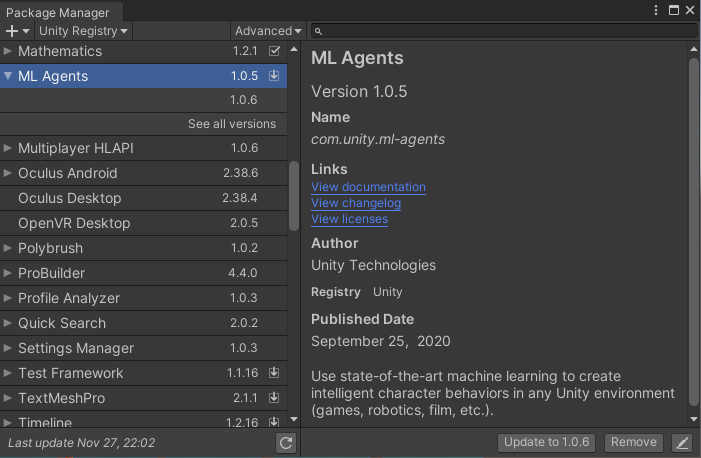 Package Manager
Unity Registry
Advanced
Mathematics 1.2.1
ML Agents 1.0.5
1.0.6
See all versions
Multiplayer HLAPI 1.0.6
Oculus Android 2.38.6
Oculus Desktop 2.38.4
OpenVR Desktop 2.0.5
Polybrush 1.0.2
ProBuilder 4.4.0
Profile Analyzer 1.0.3
Quick Search 2.0.2
Settings Manager 1.0.3
Test Framework 1.1.16
TextMeshPro 2.1.1
Timeline 1.2.16
Last update Nov 27, 22:02
ML Agents
Version 1.0.5
Name
com.unity.ml-agents
Links
View documentation
View changelog
View licenses
Author
Unity Technologies
Registry Unity
Published Date
September 25, 2020
Use state-of-the-art machine learning to create
intelligent character behaviors in any Unity environment
(games, robotics, film, etc.).
Update to 1.0.6
Remove